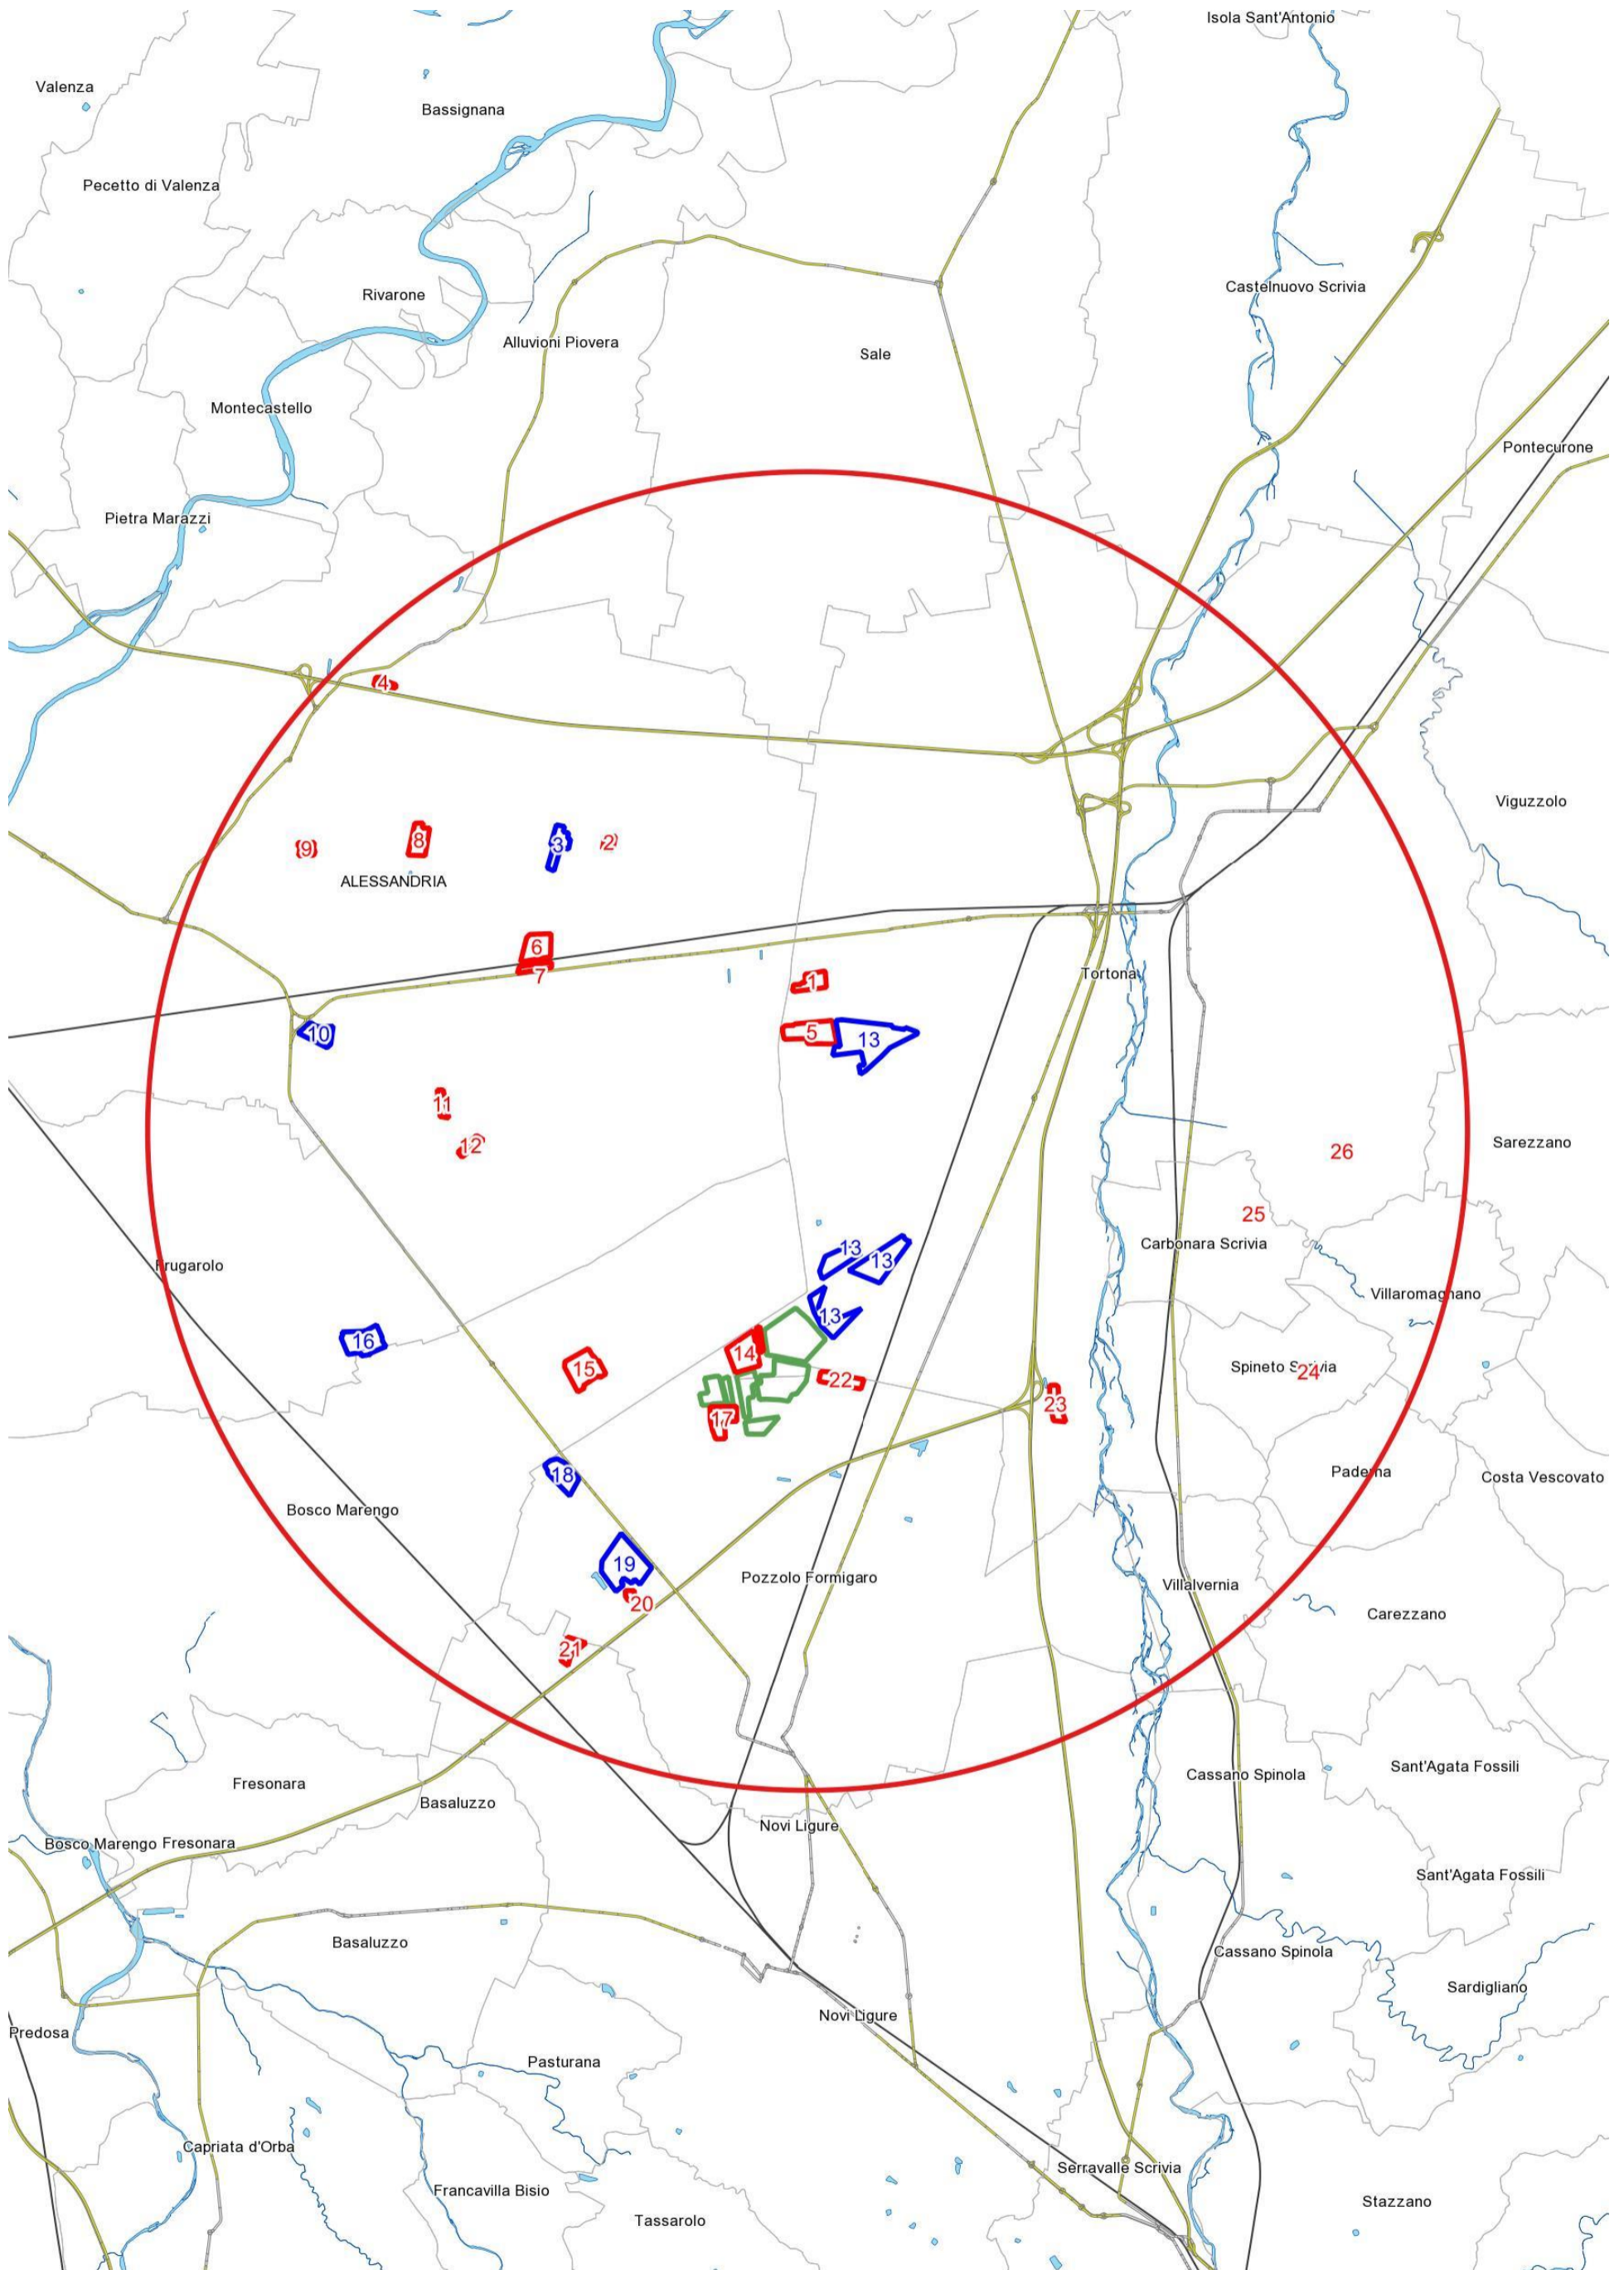 Isola Sant'Antonio
Valenza
Bassignana
Pecetto di Valenza
Castelnuovo Scrivia
Rivarone
Alluvioni Piovera
Sale
Montecastello
Pontecurone
Pietra Marazzi
4
Viguzzolo
9
8
3
2
ALESSANDRIA
6
7
Tortona
1
10
5
13
11
12
26
Sarezzano
25
Carbonara Scrivia
13
13
Frugarolo
Villaromagnano
13
16
14
15
Spineto Scrivia
24
22
23
17
18
Paderna
Costa Vescovato
Bosco Marengo
19
Pozzolo Formigaro
Villalvernia
20
Carezzano
21
Sant'Agata Fossili
Cassano Spinola
Fresonara
Basaluzzo
Novi Ligure
Bosco Marengo
Fresonara
Sant'Agata Fossili
Basaluzzo
Cassano Spinola
Sardigliano
Novi Ligure
Predosa
Pasturana
Capriata d'Orba
Serravalle Scrivia
Francavilla Bisio
Stazzano
Tassarolo